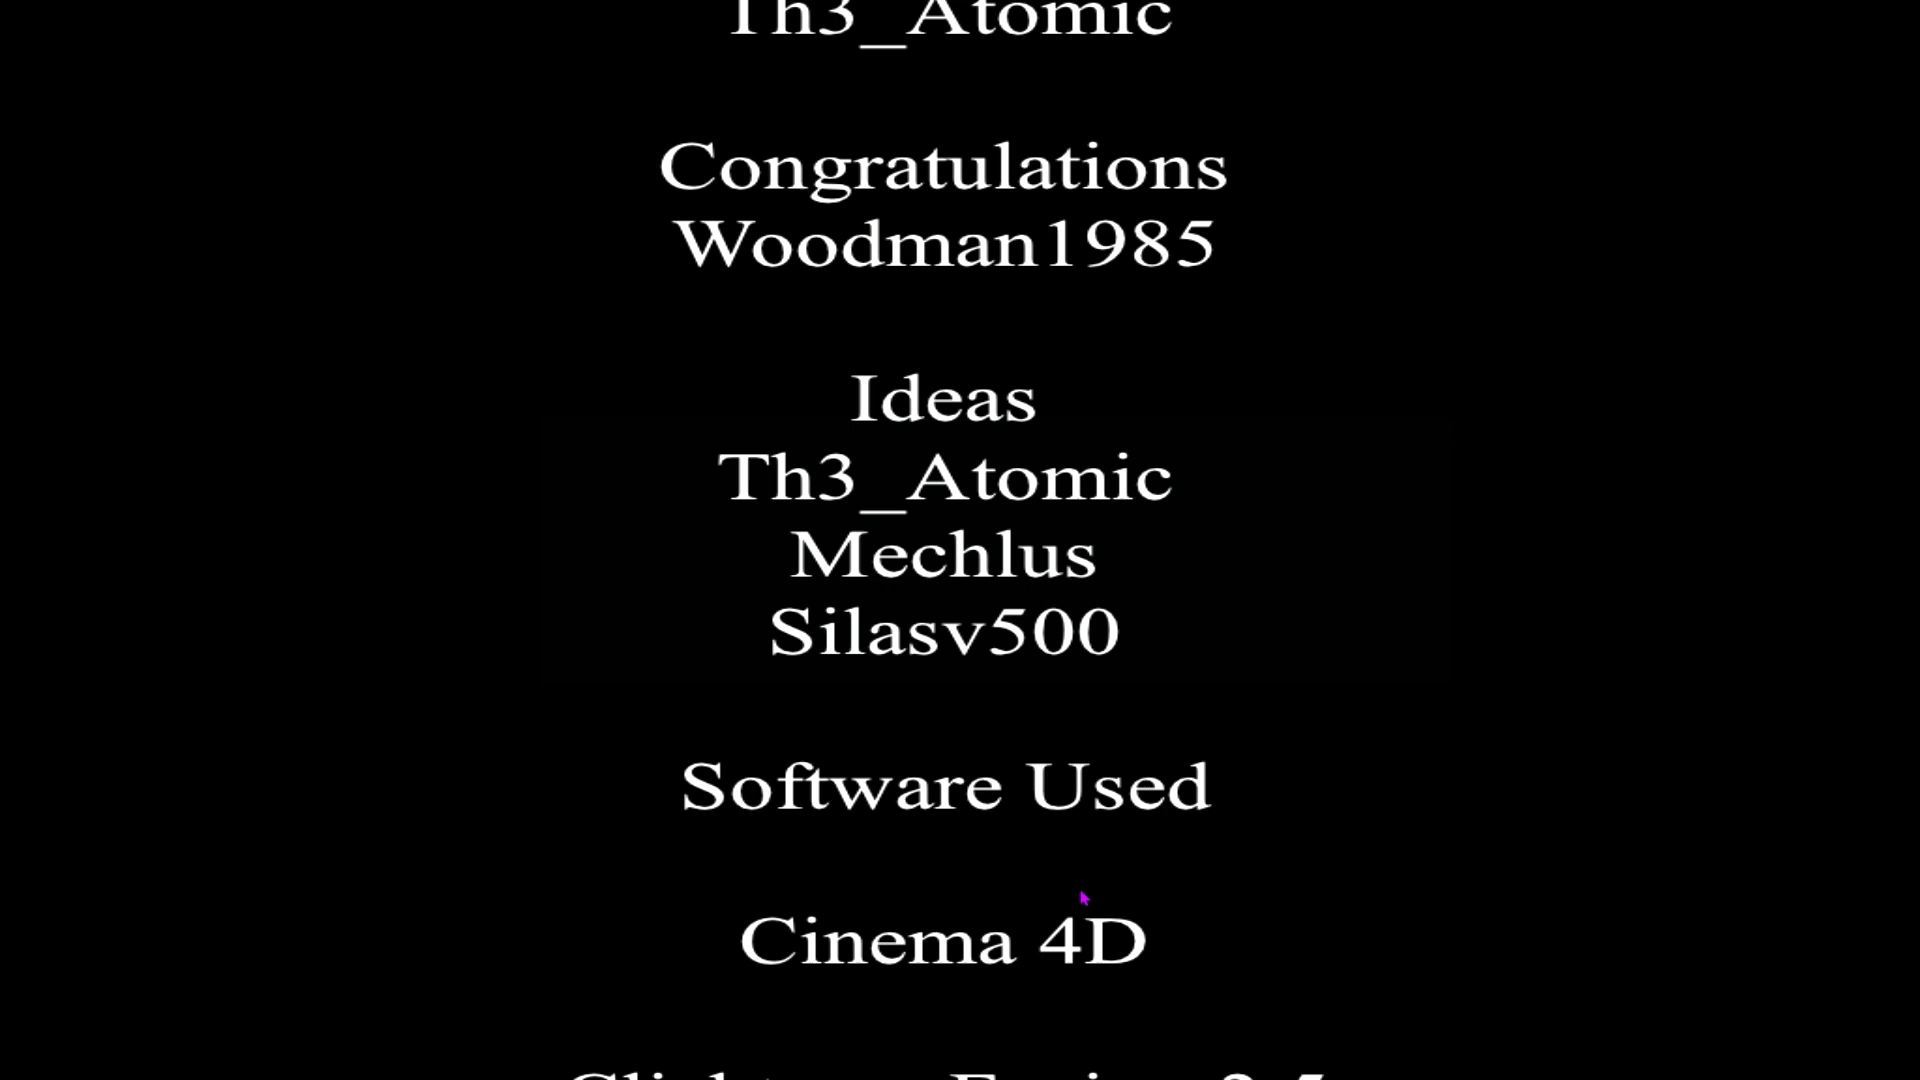 Th3_Atomic
Congratulations
Woodman1985
Ideas
Th3_Atomic
Mechlus
Silasv500
Software Used
Cinema 4D